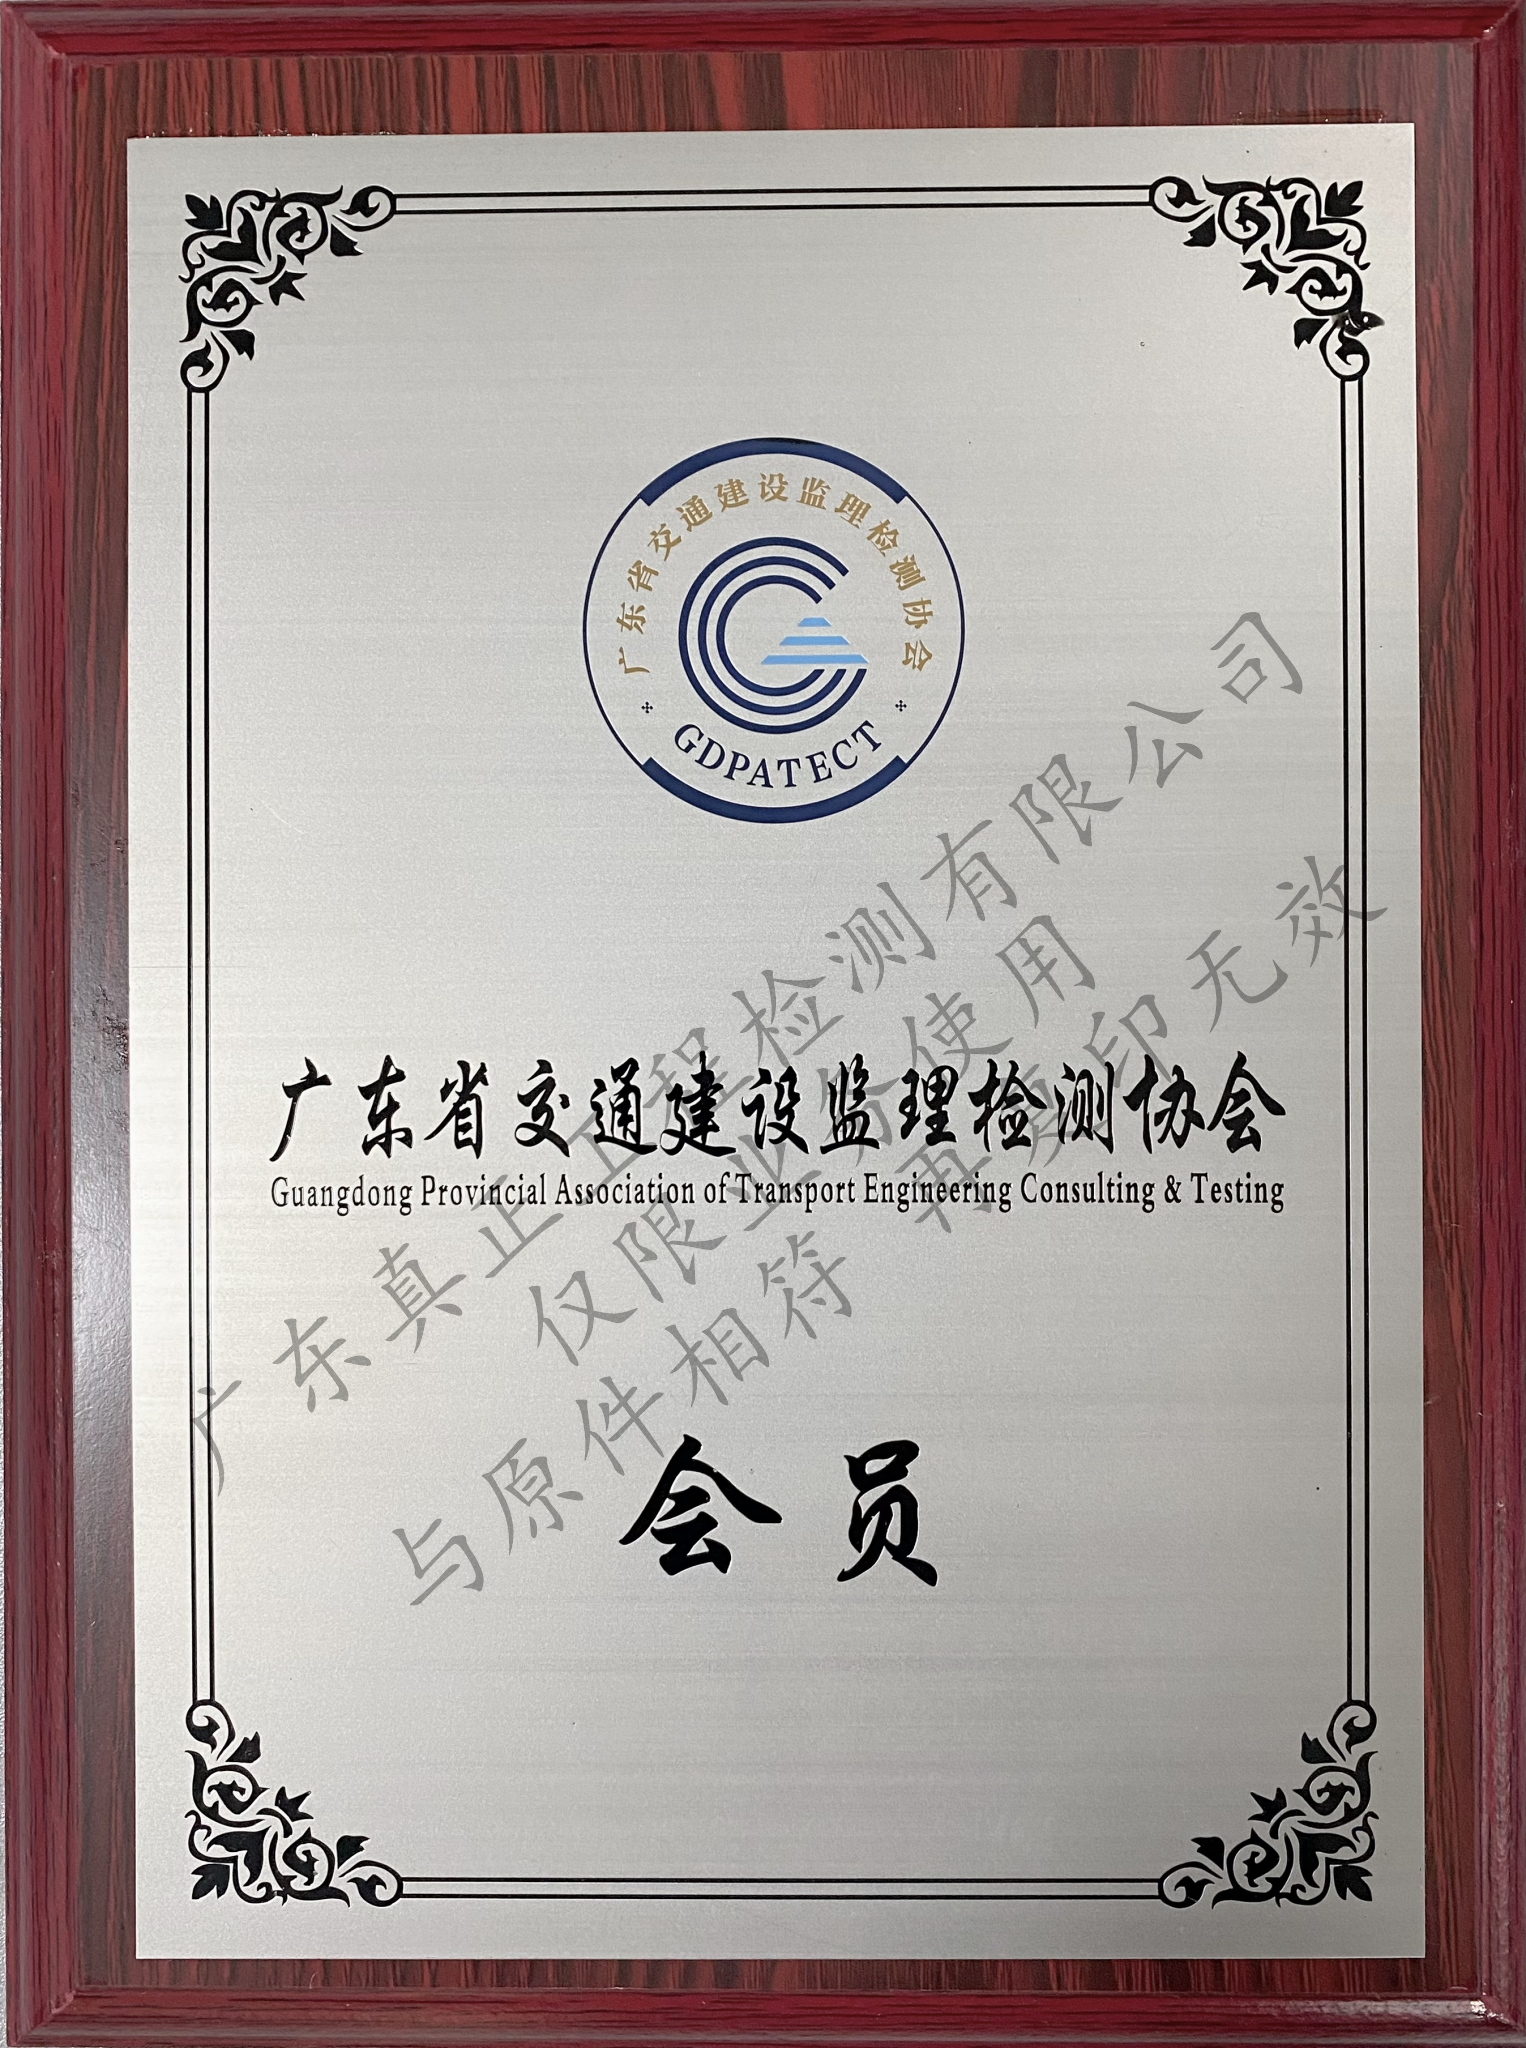 广东省交通建设监理检测协会
GDPATECT
广东省交通建设监理检测协会
Guangdong Provincial Association of Transport Engineering Consulting & Testing
会员
广东真正工程检测有限公司
仅限业务使用
与原件相符 再复印无效